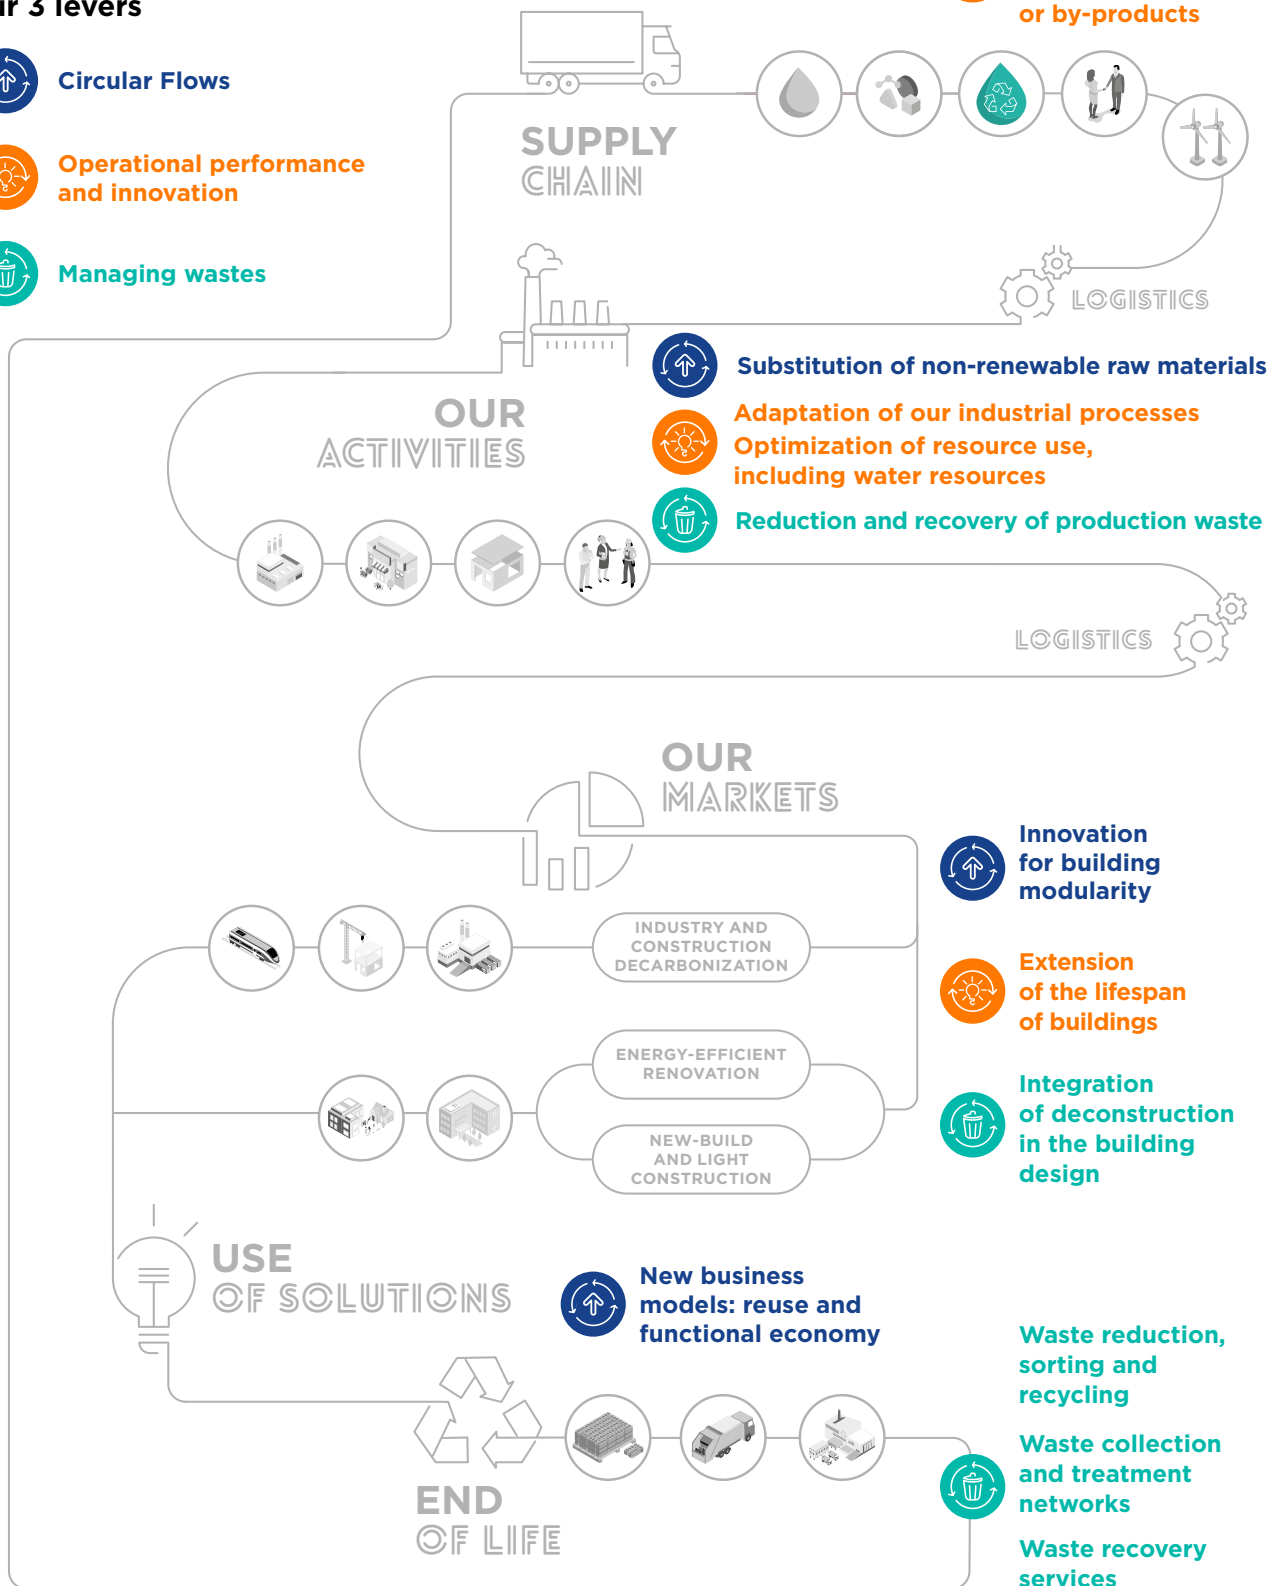 3 levers
or by-products
Circular Flows
Operational performance
and innovation
Managing wastes
SUPPLY
CHAIN
LOGISTICS
OUR
ACTIVITIES
Substitution of non-renewable raw materials
Adaptation of our industrial processes
Optimization of resource use,
including water resources
Reduction and recovery of production waste
LOGISTICS
OUR
MARKETS
Innovation
for building
modularity
INDUSTRY AND
CONSTRUCTION
DECARBONIZATION
Extension
of the lifespan
of buildings
ENERGY-EFFICIENT
RENOVATION
NEW-BUILD
AND LIGHT
CONSTRUCTION
Integration
of deconstruction
in the building
design
USE
OF SOLUTIONS
New business
models: reuse and
functional economy
END
OF LIFE
Waste reduction,
sorting and
recycling
Waste collection
and treatment
networks
Waste recovery
services